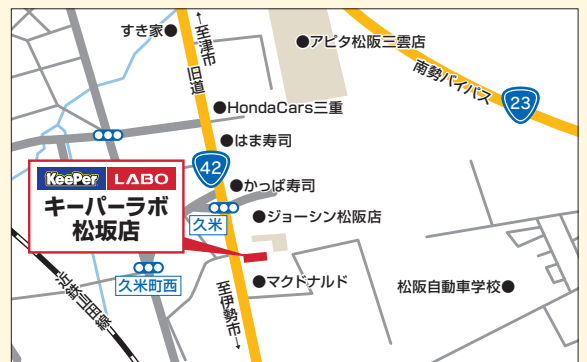 ←至津市
すき家●
●アピタ松阪三雲店
旧道
南勢バイパス
23
●HondaCars三重
●はま寿司
42
KeePer LABO
●かっぱ寿司
キーパーラボ
松坂店
久米
●ジョーシン松阪店
久米町西
●マクドナルド
松阪自動車学校●
近鉄山田線
至伊勢市→